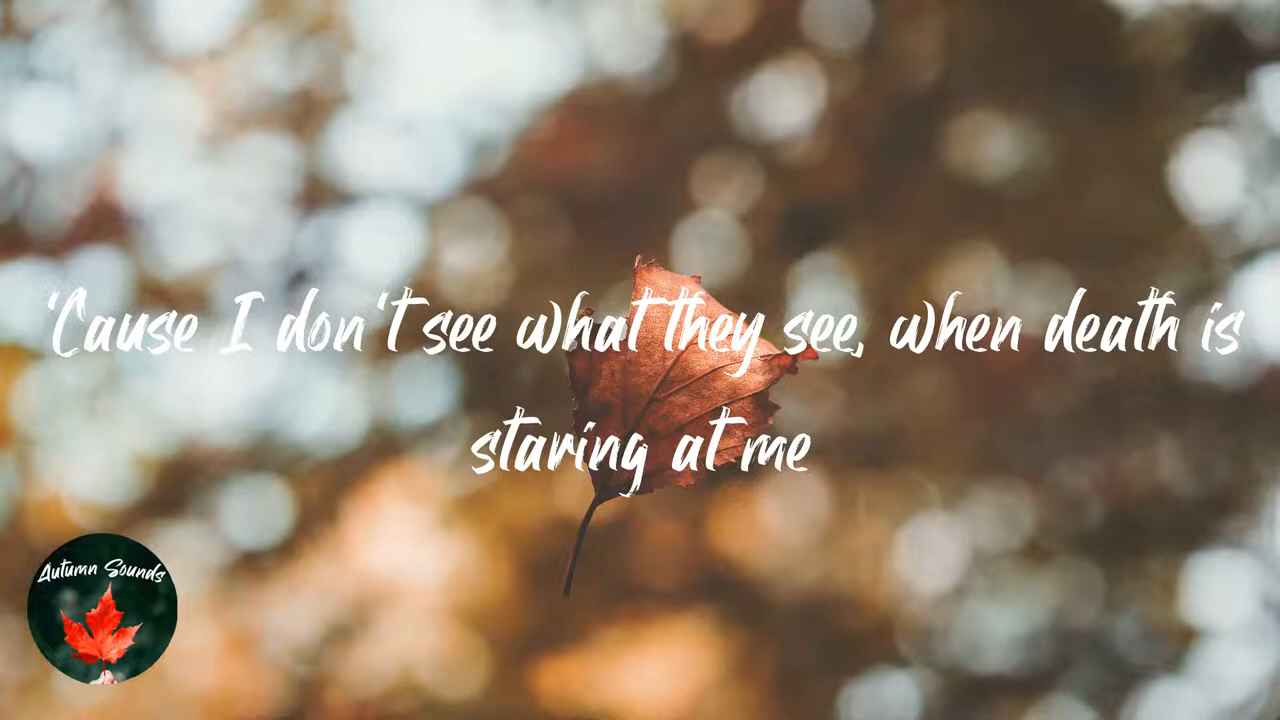 'Cause I don't see what they see, when death is
staring at me
Autumn Sounds